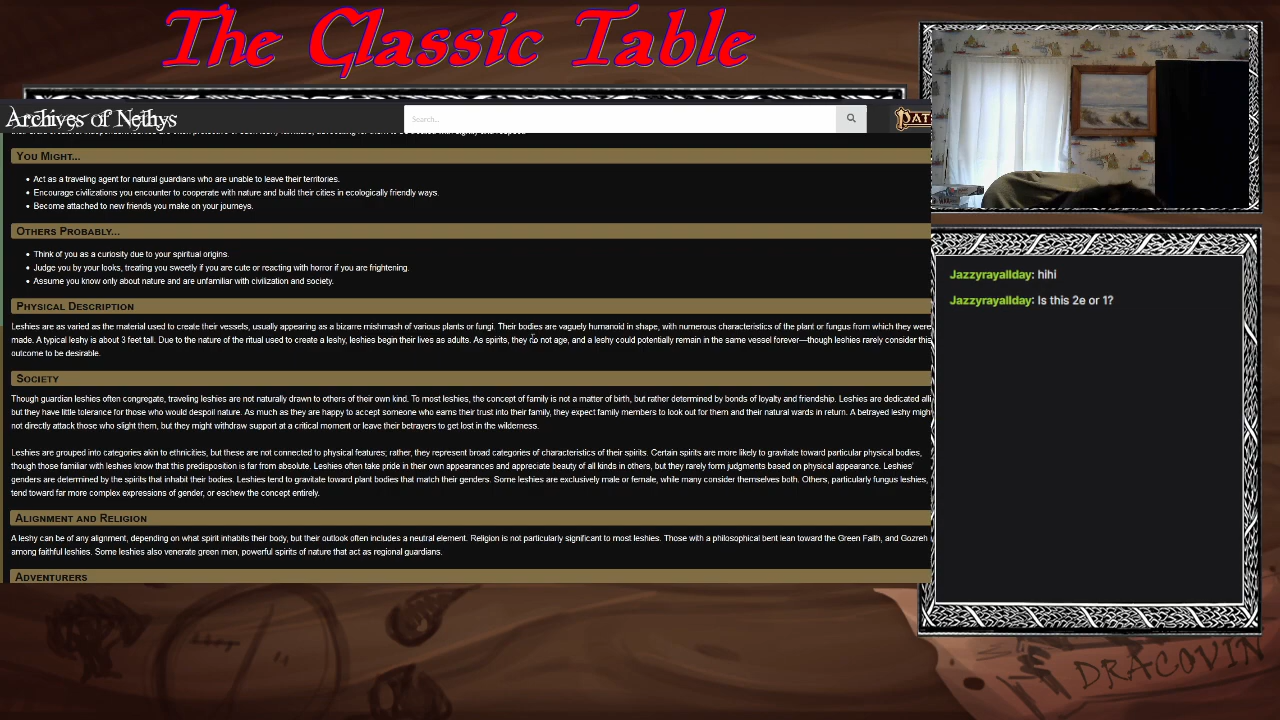 The Classic Table
Archives of Nethys
Search...
YOU MIGHT...
• Act as a traveling agent for natural guardians who are unable to leave their territories.
• Encourage civilizations you encounter to cooperate with nature and build their cities in ecologically friendly ways.
• Become attached to new friends you make on your journeys.
OTHERS PROBABLY...
• Think of you as a curiosity due to your spiritual origins.
• Judge you by your looks, treating you sweetly if you are cute or reacting with horror if you are frightening.
• Assume you know only about nature and are unfamiliar with civilization and society.
PHYSICAL DESCRIPTION
Leshies are as varied as the material used to create their vessels, usually appearing as a bizarre mishmash of various plants or fungi. Their bodies are vaguely humanoid in shape, with numerous characteristics of the plant or fungus from which they were
made. A typical leshy is about 3 feet tall. Due to the nature of the ritual used to create a leshy, leshies begin their lives as adults. As spirits, they do not age, and a leshy could potentially remain in the same vessel forever—though leshies rarely consider this
outcome to be desirable.
SOCIETY
Though guardian leshies often congregate, traveling leshies are not naturally drawn to others of their own kind. To most leshies, the concept of family is not a matter of birth, but rather determined by bonds of loyalty and friendship. Leshies are dedicated alli
but they have little tolerance for those who would despoil nature. As much as they are happy to accept someone who earns their trust into their family, they expect family members to look out for them and their natural wards in return. A betrayed leshy migh
not directly attack those who slight them, but they might withdraw support at a critical moment or leave their betrayers to get lost in the wilderness.
Leshies are grouped into categories akin to ethnicities, but these are not connected to physical features; rather, they represent broad categories of characteristics of their spirits. Certain spirits are more likely to gravitate toward particular physical bodies,
though those familiar with leshies know that this predisposition is far from absolute. Leshies often take pride in their own appearances and appreciate beauty of all kinds in others, but they rarely form judgments based on physical appearance. Leshies'
genders are determined by the spirits that inhabit their bodies. Leshies tend to gravitate toward plant bodies that match their genders. Some leshies are exclusively male or female, while many consider themselves both. Others, particularly fungus leshies,
tend toward far more complex expressions of gender, or eschew the concept entirely.
ALIGNMENT AND RELIGION
A leshy can be of any alignment, depending on what spirit inhabits their body, but their outlook often includes a neutral element. Religion is not particularly significant to most leshies. Those with a philosophical bent lean toward the Green Faith, and Gozreh
among faithful leshies. Some leshies also venerate green men, powerful spirits of nature that act as regional guardians.
ADVENTURERS
PAT
Jazzyrayallday: hihi
Jazzyrayallday: Is this 2e or 1?
DRACOVIN